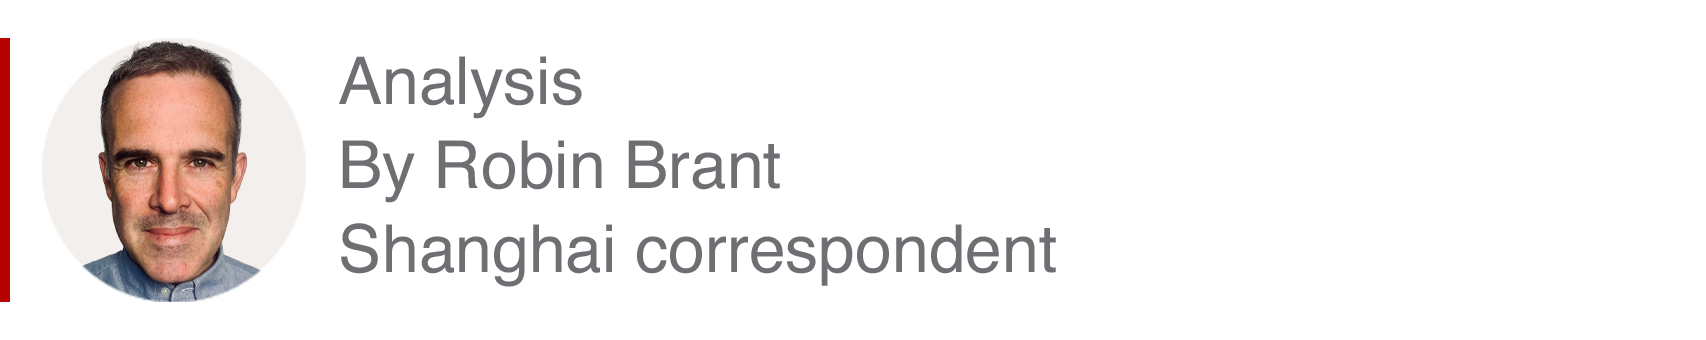 Analysis
By Robin Brant
Shanghai correspondent